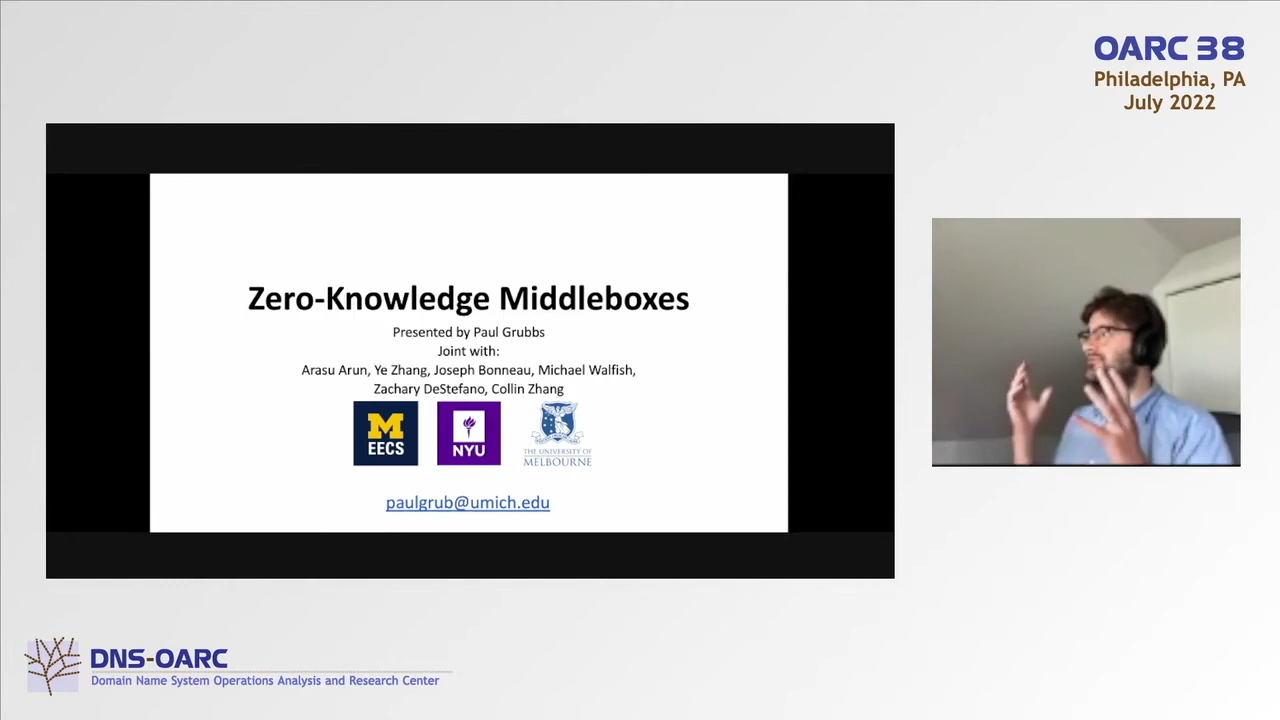 OARC 38
Philadelphia, PA
July 2022
Zero-Knowledge Middleboxes
Presented by Paul Grubbs
Joint with:
Arasu Arun, Ye Zhang, Joseph Bonneau, Michael Walfish,
Zachary DeStefano, Collin Zhang
M
EECS
NYU
THE UNIVERSITY OF
MELBOURNE
paulgrub@umich.edu
DNS-OARC
Domain Name System Operations Analysis and Research Center